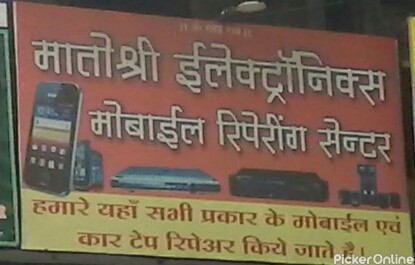 मातोश्री ईलेक्ट्रॉनिक्स
मोबाईल रिपेरींग सेन्टर
हमारे यहाँ सभी प्रकार के मोबाईल एवं
कार टेप रिपेअर किये जाते है।
PickerOnline